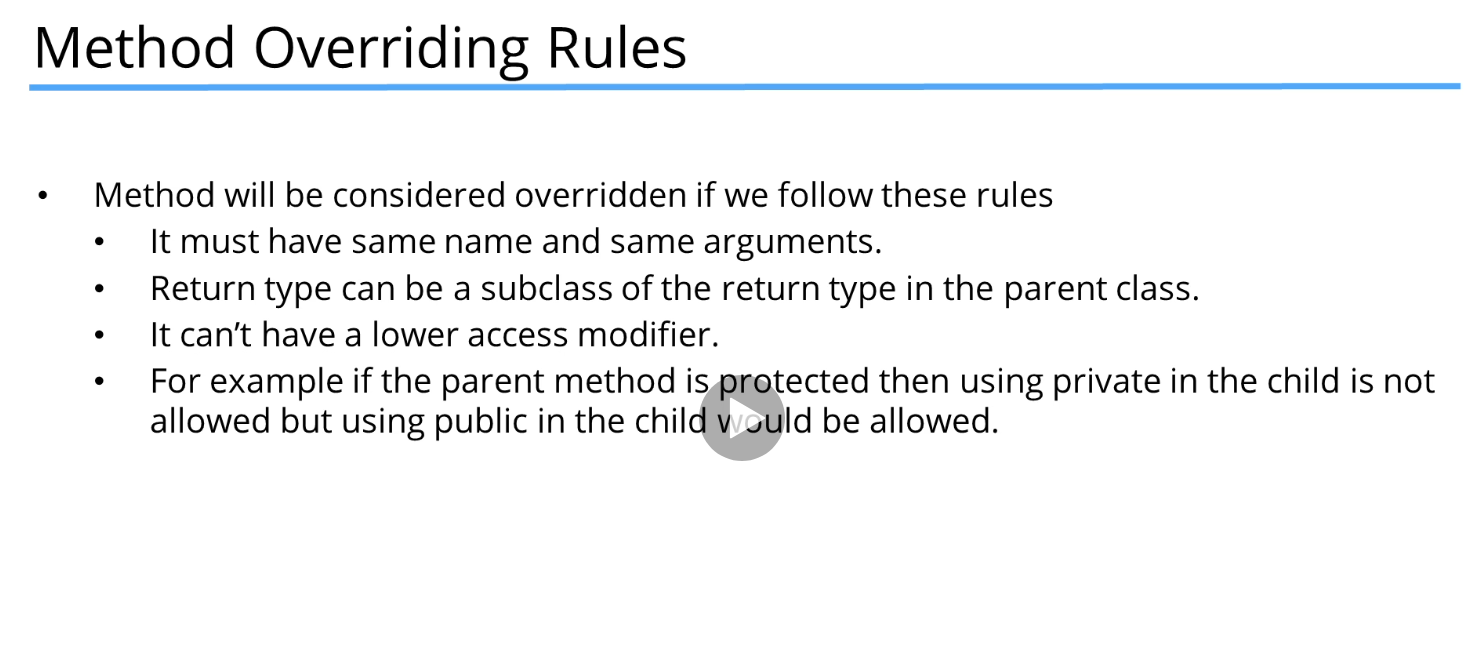 Method Overriding Rules
• Method will be considered overridden if we follow these rules
• It must have same name and same arguments.
• Return type can be a subclass of the return type in the parent class.
• It can’t have a lower access modifier.
• For example if the parent method is protected then using private in the child is not
allowed but using public in the child would be allowed.